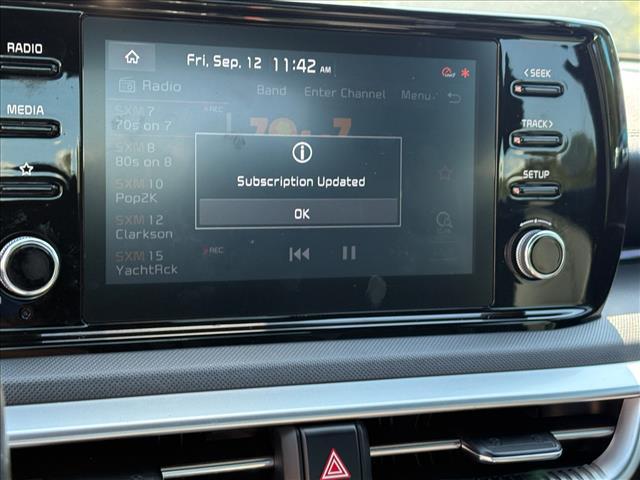 RADIO
MEDIA
Fri, Sep. 12 11:42 AM
Radio
Band Enter Channel Menu
SXM 7 REC
70s on 7
SXM 8
80s on 8
SXM 10
Pop2K
SXM 12
Clarkson
SXM 15 REC
YachtRck
Subscription Updated
OK
< SEEK
TRACK >
SETUP